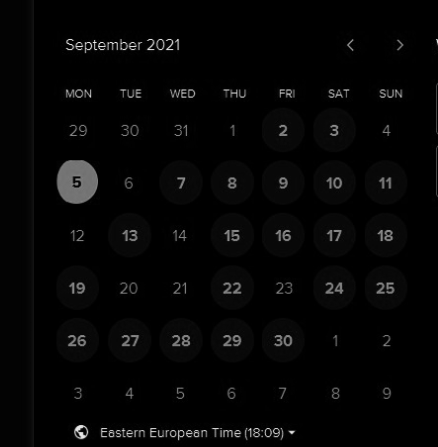 September 2021
MON TUE WED THU FRI SAT SUN
29 30 31 1 2 3 4
5 6 7 8 9 10 11
12 13 14 15 16 17 18
19 20 21 22 23 24 25
26 27 28 29 30 1 2
3 4 5 6 7 8 9
Eastern European Time (18:09)